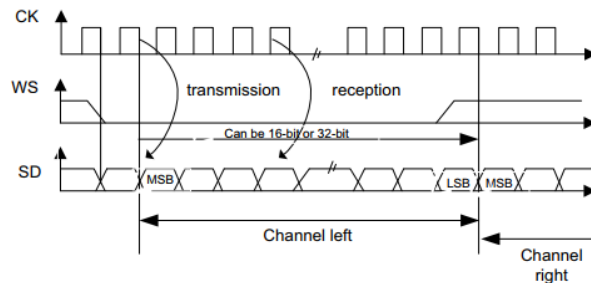 CK
WS
transmission
reception
Can be 16-bit or 32-bit
SD
MSB
LSB
MSB
Channel left
Channel
right